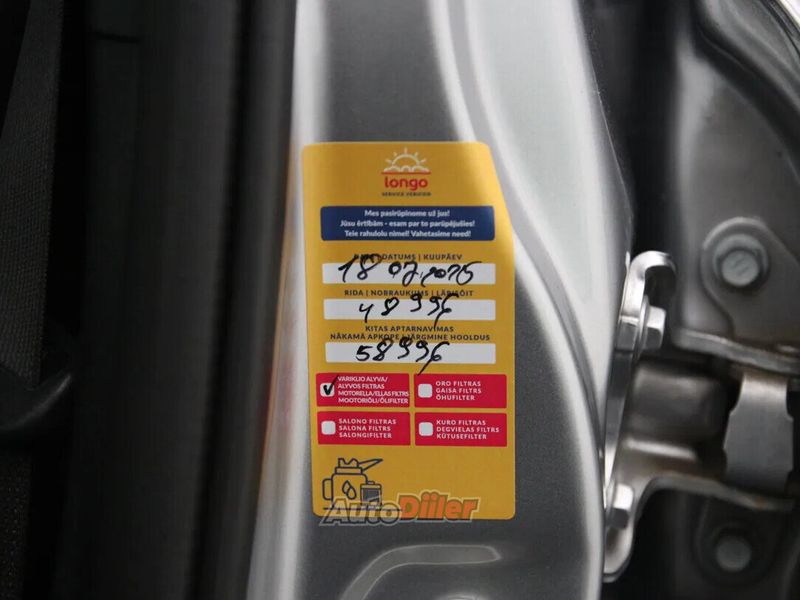 longo
SERVICE VERIFIED
Mes pasirūpinome už jus!
Jūsu ērtībām - esam par to parūpējušies!
Teie rahulolu nimel! Vahetasime need!
DATUMS | KUUPÄEV
18 07.2025
RIDA | NOBRAUKUMS | LÄBISÕIT
48996
KITAS APTARNAVIMAS
NĀKAMĀ APKOPE | JÄRGMINE HOOLDUS
58996
VARIKLIO ALYVA/
ALYVOS FILTRAS
MOTOREĻĻA/EĻĻAS FILTRS
MOOTORIÕLI/ÕLIFILTER
ORO FILTRAS
GAISA FILTRS
ÕHUFILTER
SALONO FILTRAS
SALONA FILTRS
SALONGIFILTER
KURO FILTRAS
DEGVIELAS FILTRS
KÜTUSEFILTER
AutoDiiler